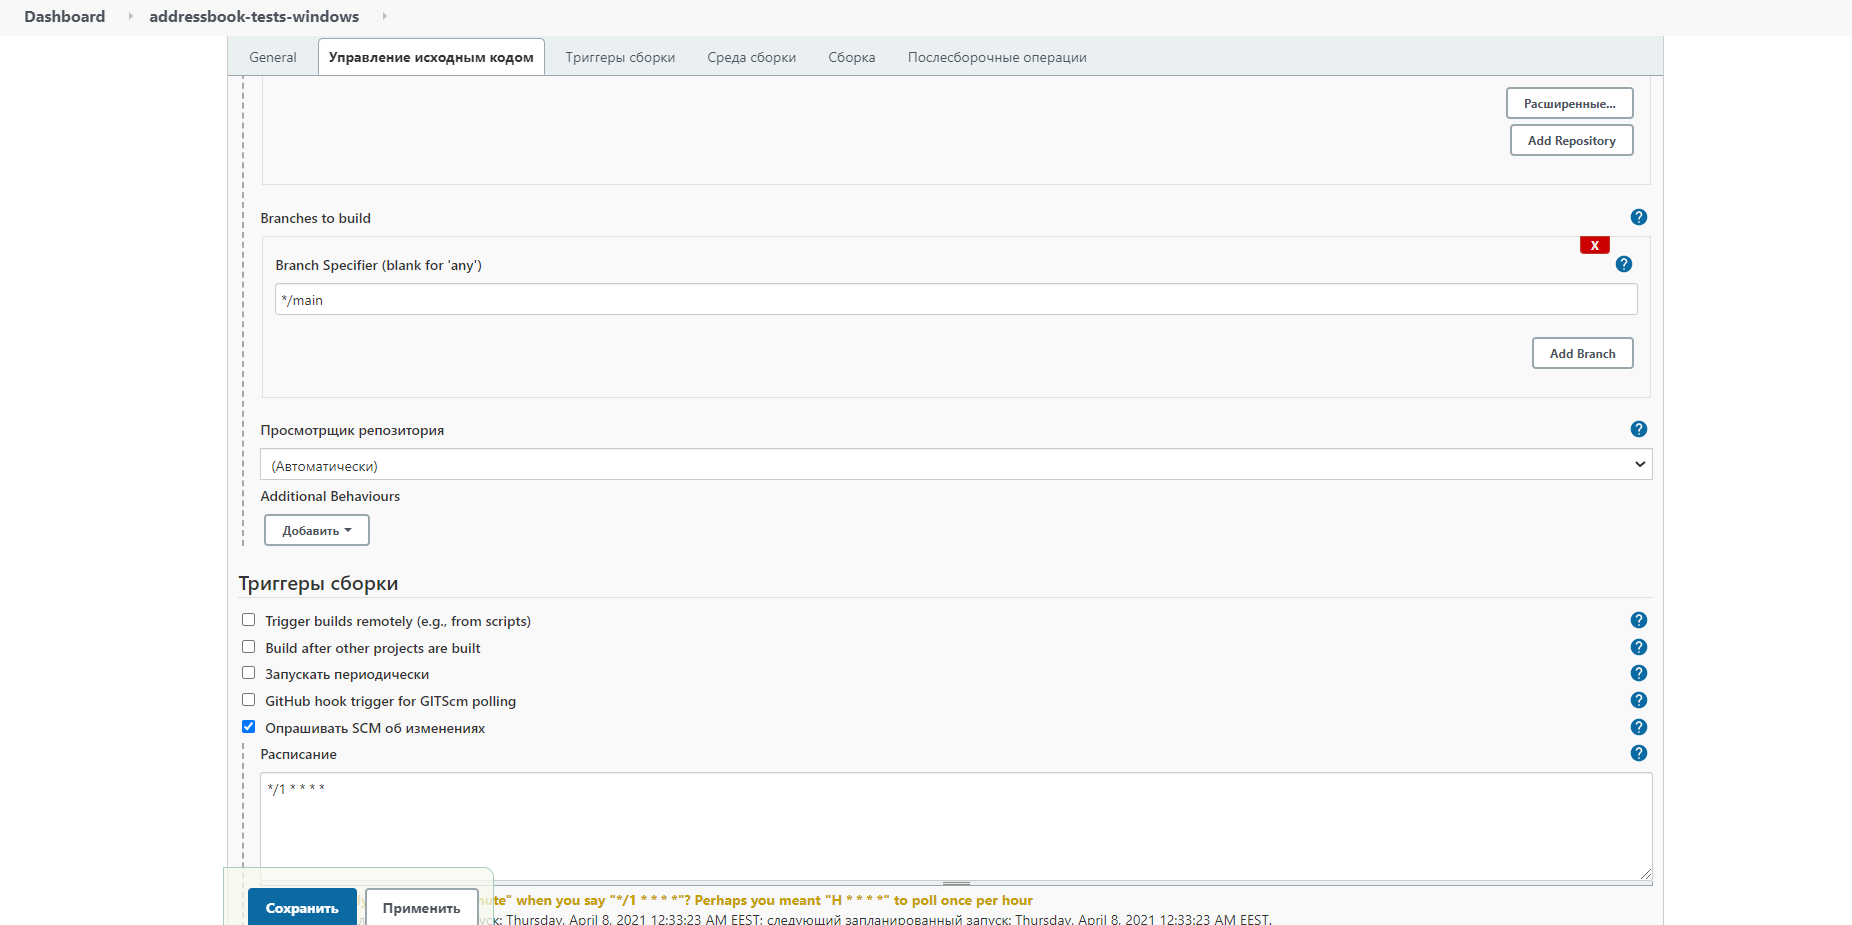 Dashboard addressbook-tests-windows
General Управление исходным кодом Триггеры сборки Среда сборки Сборка Послесборочные операции
Расширенные...
Add Repository
Branches to build
X
Branch Specifier (blank for 'any')
*/main
Add Branch
Просмотрщик репозитория
(Автоматически)
Additional Behaviours
Добавить
Триггеры сборки
Trigger builds remotely (e.g., from scripts)
Build after other projects are built
Запускать периодически
GitHub hook trigger for GITScm polling
Опрашивать SCM об изменениях
Расписание
*/1 * * * *
when you say "*/1 * * * *"? Perhaps you meant "H * * * *" to poll once per hour
Сохранить Применить
Thursday, April 8, 2021 12:33:23 AM EEST; следующий запланированный запуск: Thursday, April 8, 2021 12:33:23 AM EEST.